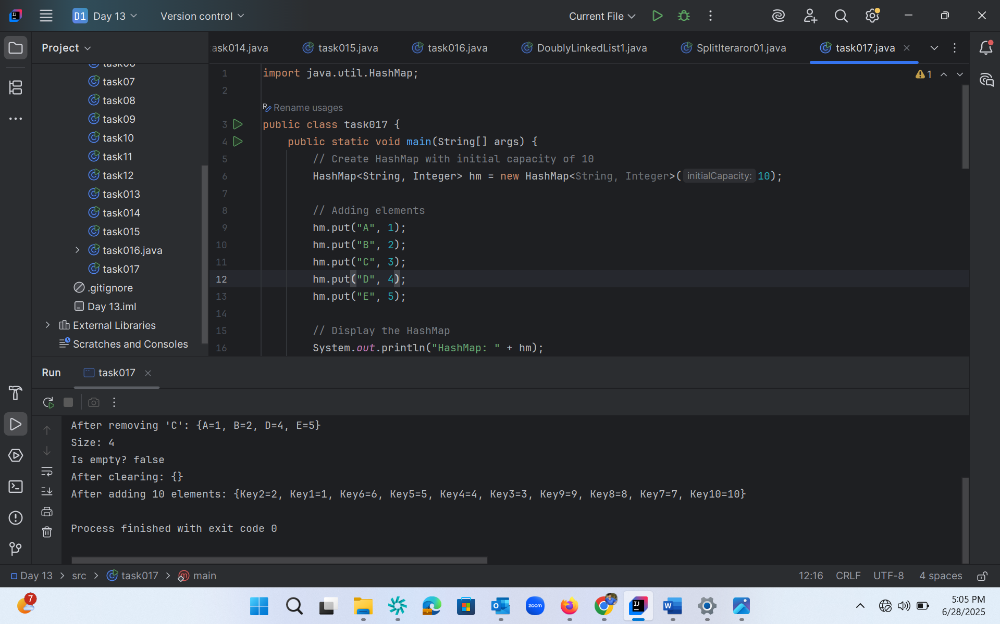 D1 Day 13 Version control Current File
Project
ask014.java task015.java task016.java DoublyLinkedList1.java SplitIteraror01.java task017.java
task06
task07
task08
task09
task10
task11
task12
task013
task014
task015
task016.java
task017
.gitignore
Day 13.iml
External Libraries
Scratches and Consoles
1 import java.util.HashMap;
1
2
Rename usages
3 public class task017 {
4 public static void main(String[] args) {
5 // Create HashMap with initial capacity of 10
6 HashMap<String, Integer> hm = new HashMap<String, Integer>( initialCapacity: 10);
7
8 // Adding elements
9 hm.put("A", 1);
10 hm.put("B", 2);
11 hm.put("C", 3);
12 hm.put("D", 4);
13 hm.put("E", 5);
14
15 // Display the HashMap
16 System.out.println("HashMap: " + hm);
Run task017
After removing 'C': {A=1, B=2, D=4, E=5}
Size: 4
Is empty? false
After clearing: {}
After adding 10 elements: {Key2=2, Key1=1, Key6=6, Key5=5, Key4=4, Key3=3, Key9=9, Key8=8, Key7=7, Key10=10}
Process finished with exit code 0
Day 13 > src > task017 > main 12:16 CRLF UTF-8 4 spaces
7
zoom
IJ
W
5:05 PM
6/28/2025